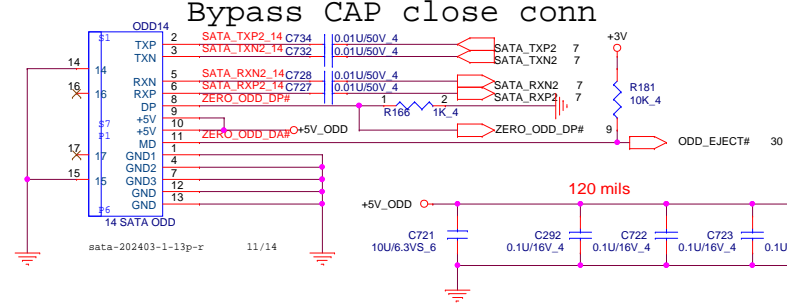 Bypass CAP close conn
ODD14
S1
TXP 2 SATA_TXP2_14 C734 0.01U/50V_4 SATA_TXP2 7
TXN 3 SATA_TXN2_14 C732 0.01U/50V_4 SATA_TXN2 7
+3V
14 14
RXN 5 SATA_RXN2_14 C728 0.01U/50V_4 SATA_RXN2 7
RXP 6 SATA_RXP2_14 C727 0.01U/50V_4 SATA_RXP2 7
16 16
DP 8 ZERO_ODD_DP# 1 2
R166 1K_4
R181
10K_4
+5V 9
S7
+5V 10 +5V_ODD ZERO_ODD_DP# 9
P1
MD 11 ZERO_ODD_DA# ODD_EJECT# 30
17 17
GND1 1
GND2 4
15 15
GND3 7
GND 12
GND 13
P6
14 SATA ODD
sata-202403-1-13p-r 11/14
120 mils
+5V_ODD
C721
10U/6.3VS_6
C292
0.1U/16V_4
C722
0.1U/16V_4
C723
0.1U/16V_4
0.1U